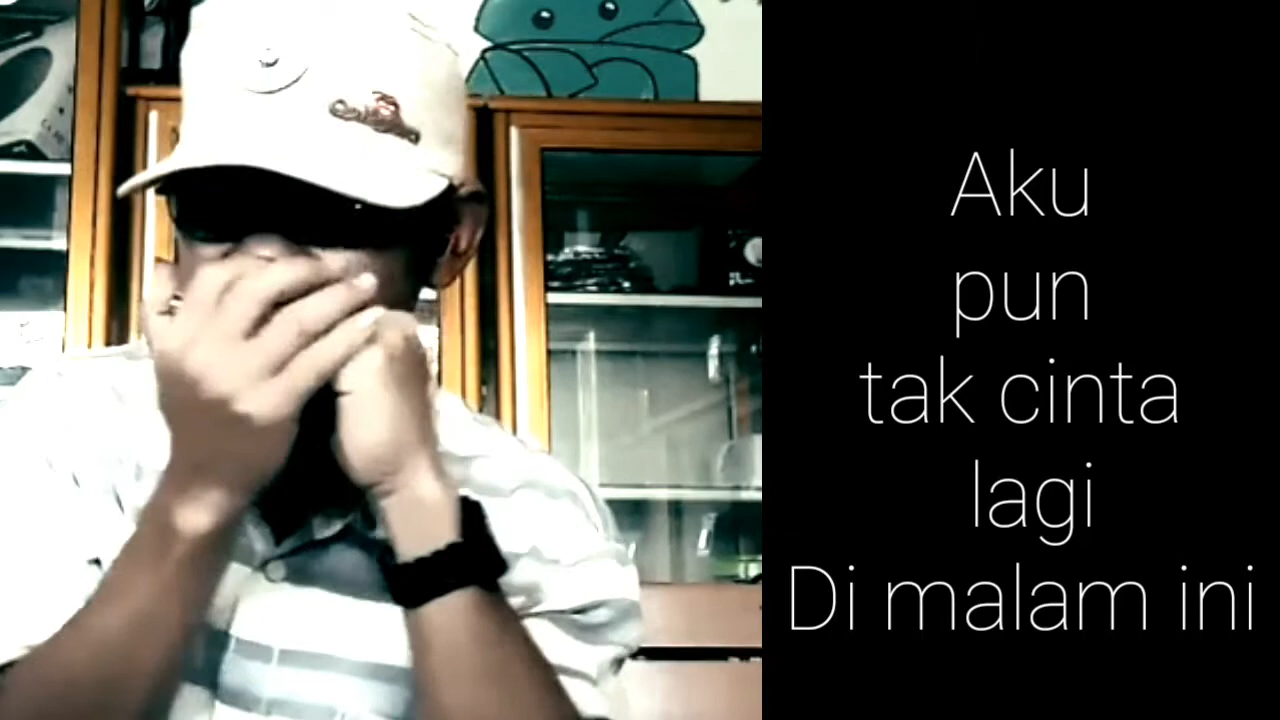 Aku
pun
tak cinta
lagi
Di malam ini